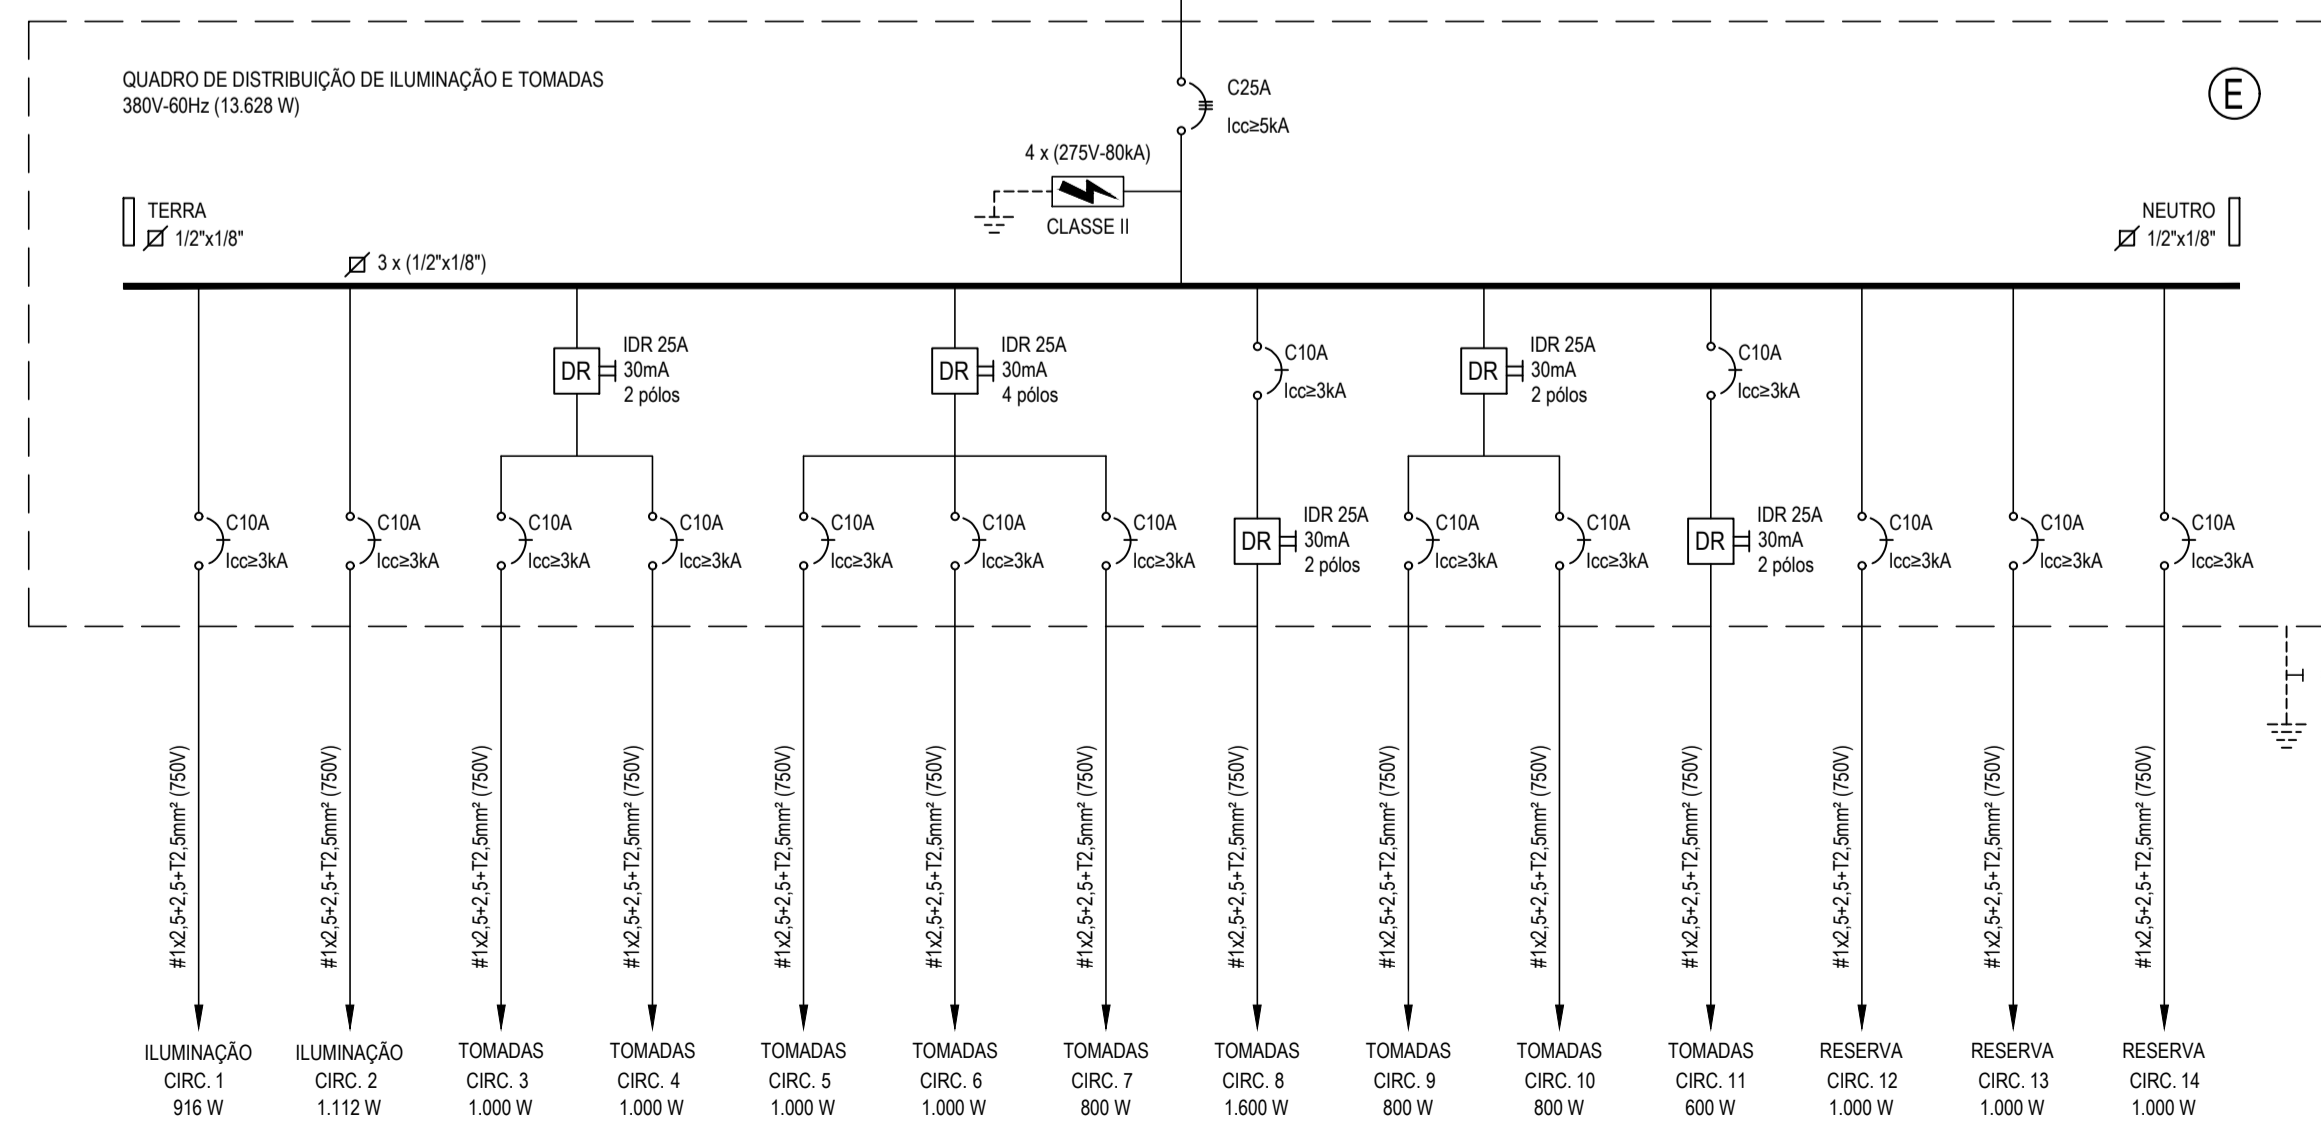 QUADRO DE DISTRIBUIÇÃO DE ILUMINAÇÃO E TOMADAS
380V-60Hz (13.628 W)
C25A
Icc≥5kA
E
4 x (275V-80kA)
CLASSE II
TERRA
1/2"x1/8"
NEUTRO
1/2"x1/8"
3 x (1/2"x1/8")
DR
IDR 25A
30mA
2 pólos
DR
IDR 25A
30mA
4 pólos
C10A
Icc≥3kA
DR
IDR 25A
30mA
2 pólos
C10A
Icc≥3kA
C10A
Icc≥3kA
C10A
Icc≥3kA
C10A
Icc≥3kA
C10A
Icc≥3kA
C10A
Icc≥3kA
C10A
Icc≥3kA
C10A
Icc≥3kA
DR
IDR 25A
30mA
2 pólos
C10A
Icc≥3kA
C10A
Icc≥3kA
DR
IDR 25A
30mA
2 pólos
C10A
Icc≥3kA
C10A
Icc≥3kA
C10A
Icc≥3kA
#1x2,5+2,5+T2,5mm² (750V)
#1x2,5+2,5+T2,5mm² (750V)
#1x2,5+2,5+T2,5mm² (750V)
#1x2,5+2,5+T2,5mm² (750V)
#1x2,5+2,5+T2,5mm² (750V)
#1x2,5+2,5+T2,5mm² (750V)
#1x2,5+2,5+T2,5mm² (750V)
#1x2,5+2,5+T2,5mm² (750V)
#1x2,5+2,5+T2,5mm² (750V)
#1x2,5+2,5+T2,5mm² (750V)
#1x2,5+2,5+T2,5mm² (750V)
#1x2,5+2,5+T2,5mm² (750V)
#1x2,5+2,5+T2,5mm² (750V)
#1x2,5+2,5+T2,5mm² (750V)
ILUMINAÇÃO
CIRC. 1
916 W
ILUMINAÇÃO
CIRC. 2
1.112 W
TOMADAS
CIRC. 3
1.000 W
TOMADAS
CIRC. 4
1.000 W
TOMADAS
CIRC. 5
1.000 W
TOMADAS
CIRC. 6
1.000 W
TOMADAS
CIRC. 7
800 W
TOMADAS
CIRC. 8
1.600 W
TOMADAS
CIRC. 9
800 W
TOMADAS
CIRC. 10
800 W
TOMADAS
CIRC. 11
600 W
RESERVA
CIRC. 12
1.000 W
RESERVA
CIRC. 13
1.000 W
RESERVA
CIRC. 14
1.000 W